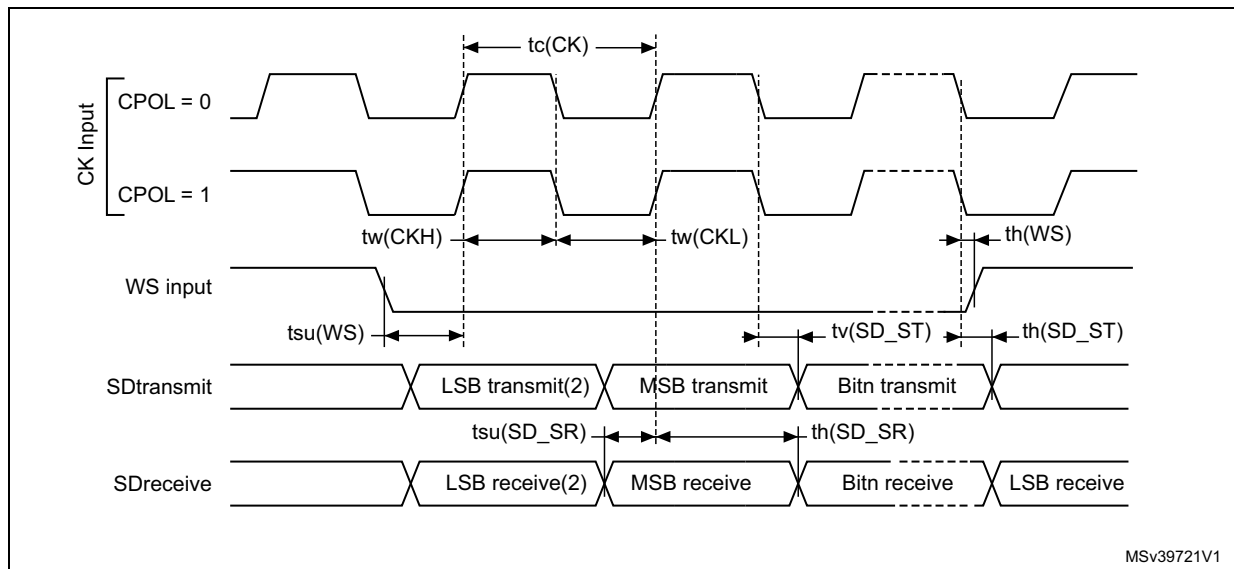 tc(CK)
CK Input
CPOL = 0
CPOL = 1
tw(CKH)
tw(CKL)
th(WS)
WS input
tsu(WS)
tv(SD_ST)
th(SD_ST)
SDtransmit
LSB transmit(2)
MSB transmit
Bitn transmit
tsu(SD_SR)
th(SD_SR)
SDreceive
LSB receive(2)
MSB receive
Bitn receive
LSB receive
MSv39721V1